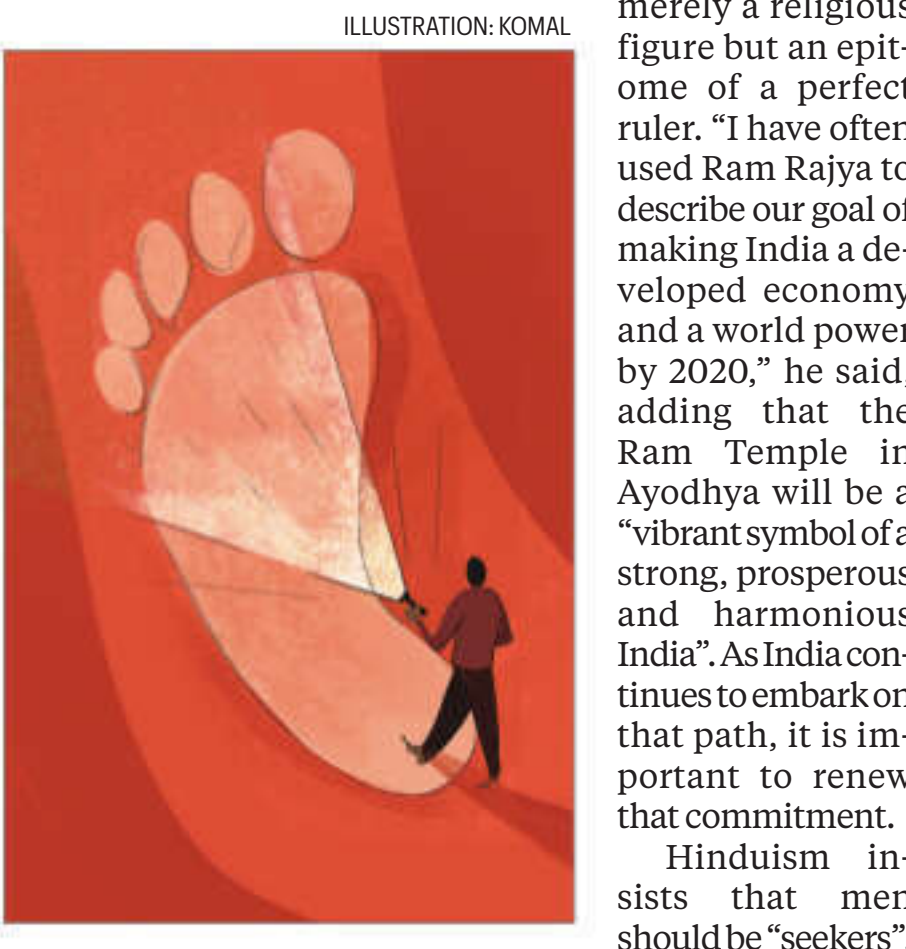 ILLUSTRATION: KOMAL
merely a religious
figure but an epit-
ome of a perfect
ruler. “I have often
used Ram Rajya to
describe our goal of
making India a de-
veloped economy
and a world power
by 2020,” he said,
adding that the
Ram Temple in
Ayodhya will be a
“vibrant symbol of a
strong, prosperous
and harmonious
India”. As India con-
tinues to embark on
that path, it is im-
portant to renew
that commitment.
Hinduism in-
sists that men
should be “seekers”